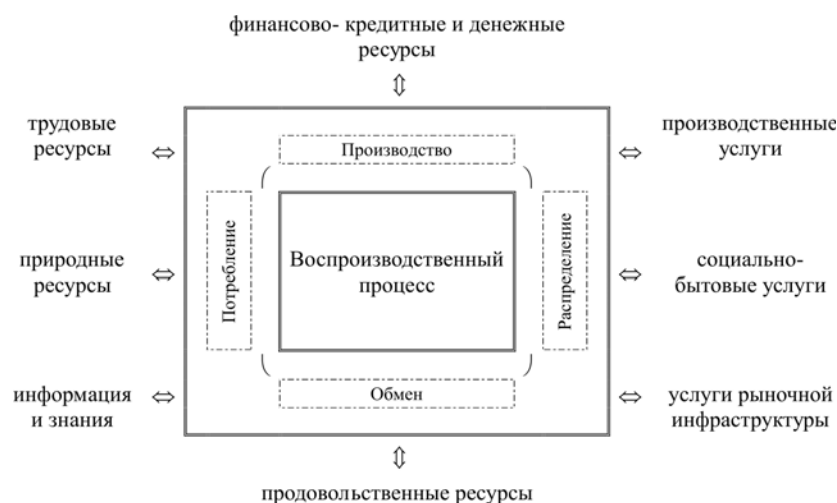 финансово- кредитные и денежные
ресурсы
трудовые
ресурсы
производственные
услуги
Производство
Потребление
Воспроизводственный
процесс
Распределение
природные
ресурсы
социально-
бытовые услуги
Обмен
информация
и знания
услуги рыночной
инфраструктуры
продовольственные ресурсы